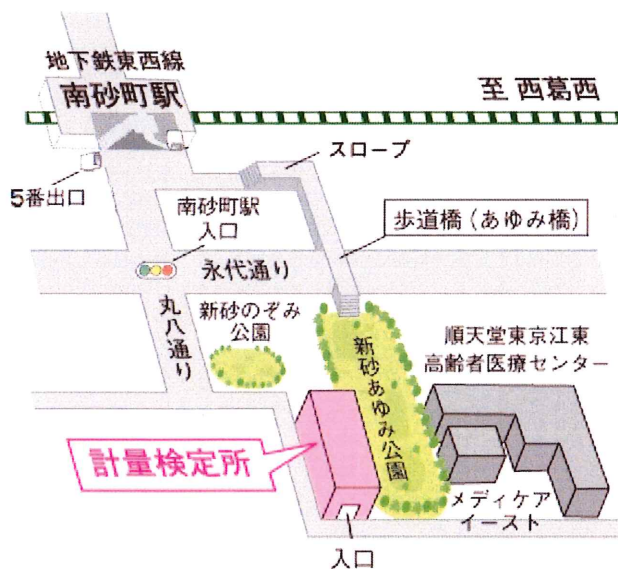 地下鉄東西線
南砂町駅
至 西葛西
スロープ
5番出口
南砂町駅
入口
歩道橋(あゆみ橋)
永代通り
丸八通り
新砂のぞみ
公園
新砂あゆみ公園
順天堂東京江東
高齢者医療センター
計量検定所
メディケア
イースト
入口